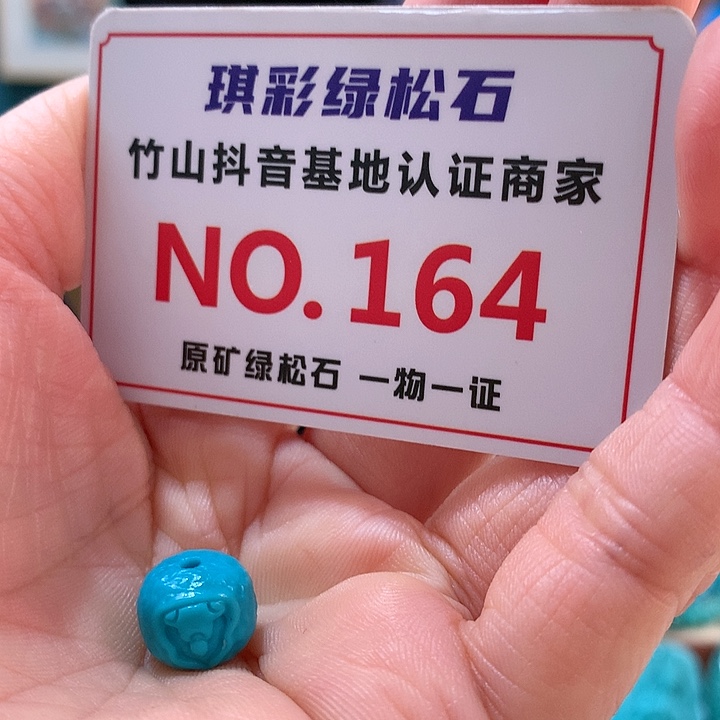 琪彩绿松石
竹山抖音基地认证商家
NO.164
原矿绿松石 一物一证